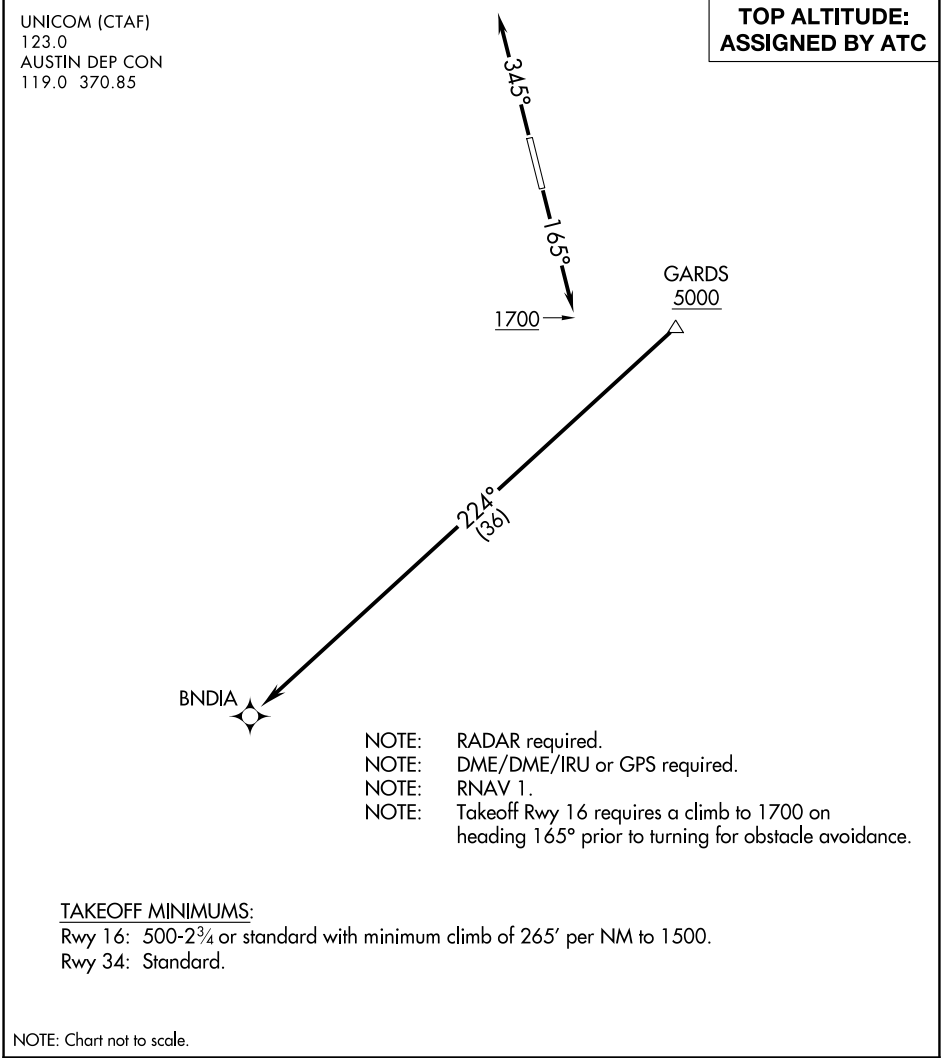 UNICOM (CTAF)
123.0
AUSTIN DEP CON
119.0 370.85
TOP ALTITUDE:
ASSIGNED BY ATC
345°
165°
1700
GARDS
5000
224°
(36)
BNDIA
NOTE: RADAR required.
NOTE: DME/DME/IRU or GPS required.
NOTE: RNAV 1.
NOTE: Takeoff Rwy 16 requires a climb to 1700 on
heading 165° prior to turning for obstacle avoidance.
TAKEOFF MINIMUMS:
Rwy 16: 500-2¾ or standard with minimum climb of 265' per NM to 1500.
Rwy 34: Standard.
NOTE: Chart not to scale.